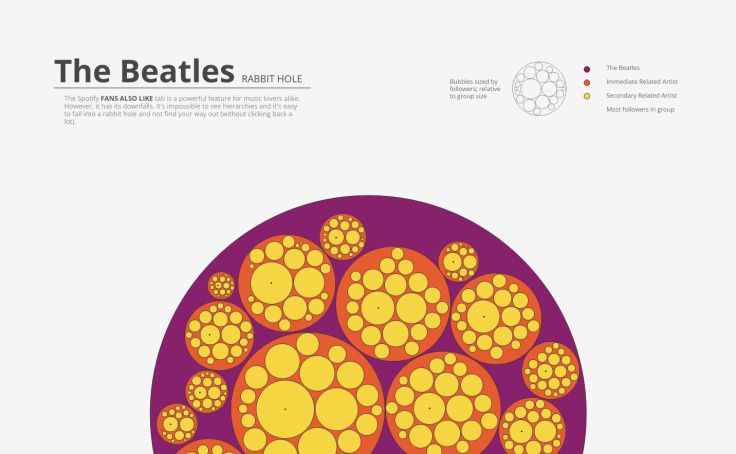 The Beatles RABBIT HOLE
The Spotify FANS ALSO LIKE tab is a powerful feature for music lovers alike.
However, it has its downfalls. It's impossible to see hierarchies and it's easy
to fall into a rabbit hole and not find your way out (without clicking back a
lot).
Bubbles sized by
followers; relative
to group size
The Beatles
Immediate Related Artist
Secondary Related Artist
Most followers in group